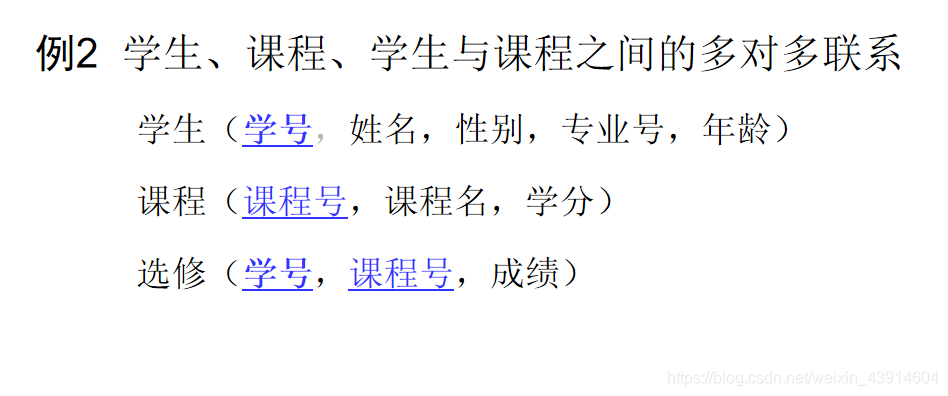 例2 学生、课程、学生与课程之间的多对多联系
学生（学号，姓名，性别，专业号，年龄）
课程（课程号，课程名，学分）
选修（学号，课程号，成绩）
https://blog.csdn.net/weixin_43914604